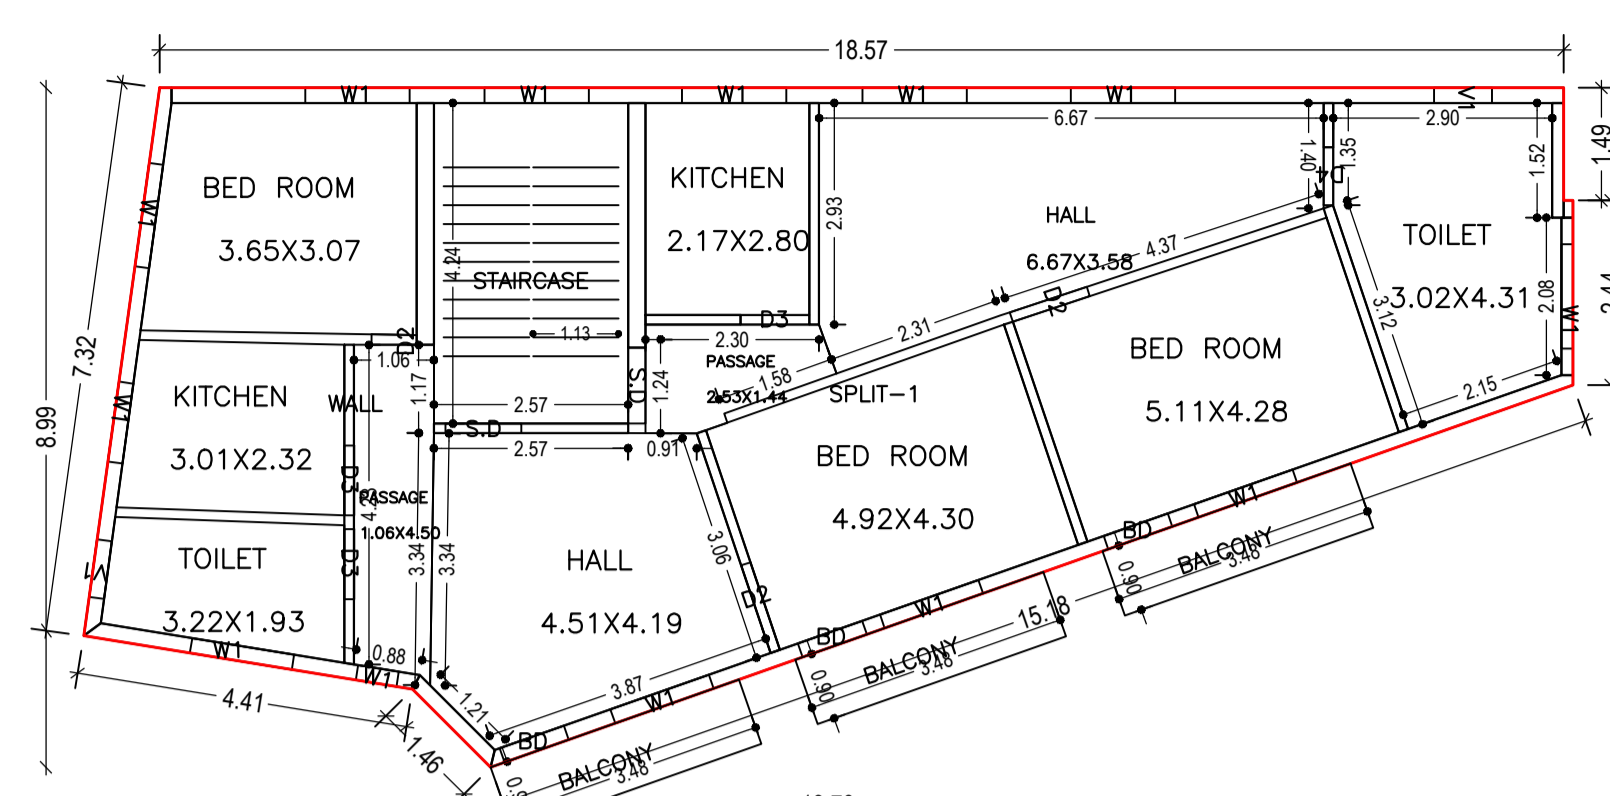 18.57
W1
W1
W1
W1
W1
V1
6.67
2.90
1.49
1.52
1.40
1.35
D4
BED ROOM
3.65X3.07
W1
4.24
STAIRCASE
1.13
KITCHEN
2.17X2.80
2.93
HALL
6.67X3.58
4.37
D2
TOILET
3.02X4.31
2.08
W1
3.12
2.15
7.32
8.99
D2
1.06
1.17
D3
2.30
PASSAGE
2.53X1.44
1.24
S.D
1.58
2.31
SPLIT-1
BED ROOM
5.11X4.28
KITCHEN
3.01X2.32
WALL
W1
2.57
S.D
2.57
0.91
BED ROOM
4.92X4.30
D3
PASSAGE
1.06X4.50
3.34
3.34
3.06
D2
TOILET
3.22X1.93
V1
D3
HALL
4.51X4.19
W1
0.88
W1
4.41
1.46
1.21
3.87
W1
BD
BALCONY
3.48
BD
W1
0.90
BALCONY
3.48
15.18
BD
W1
0.90
BALCONY
3.48